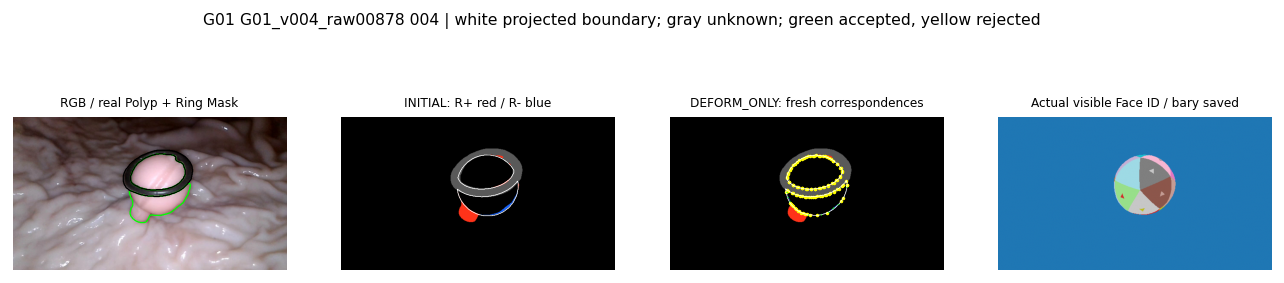 G01 G01_v004_raw00878 004 | white projected boundary; gray unknown; green accepted, yellow rejected
RGB / real Polyp + Ring Mask
INITIAL: R+ red / R- blue
DEFORM_ONLY: fresh correspondences
Actual visible Face ID / bary saved